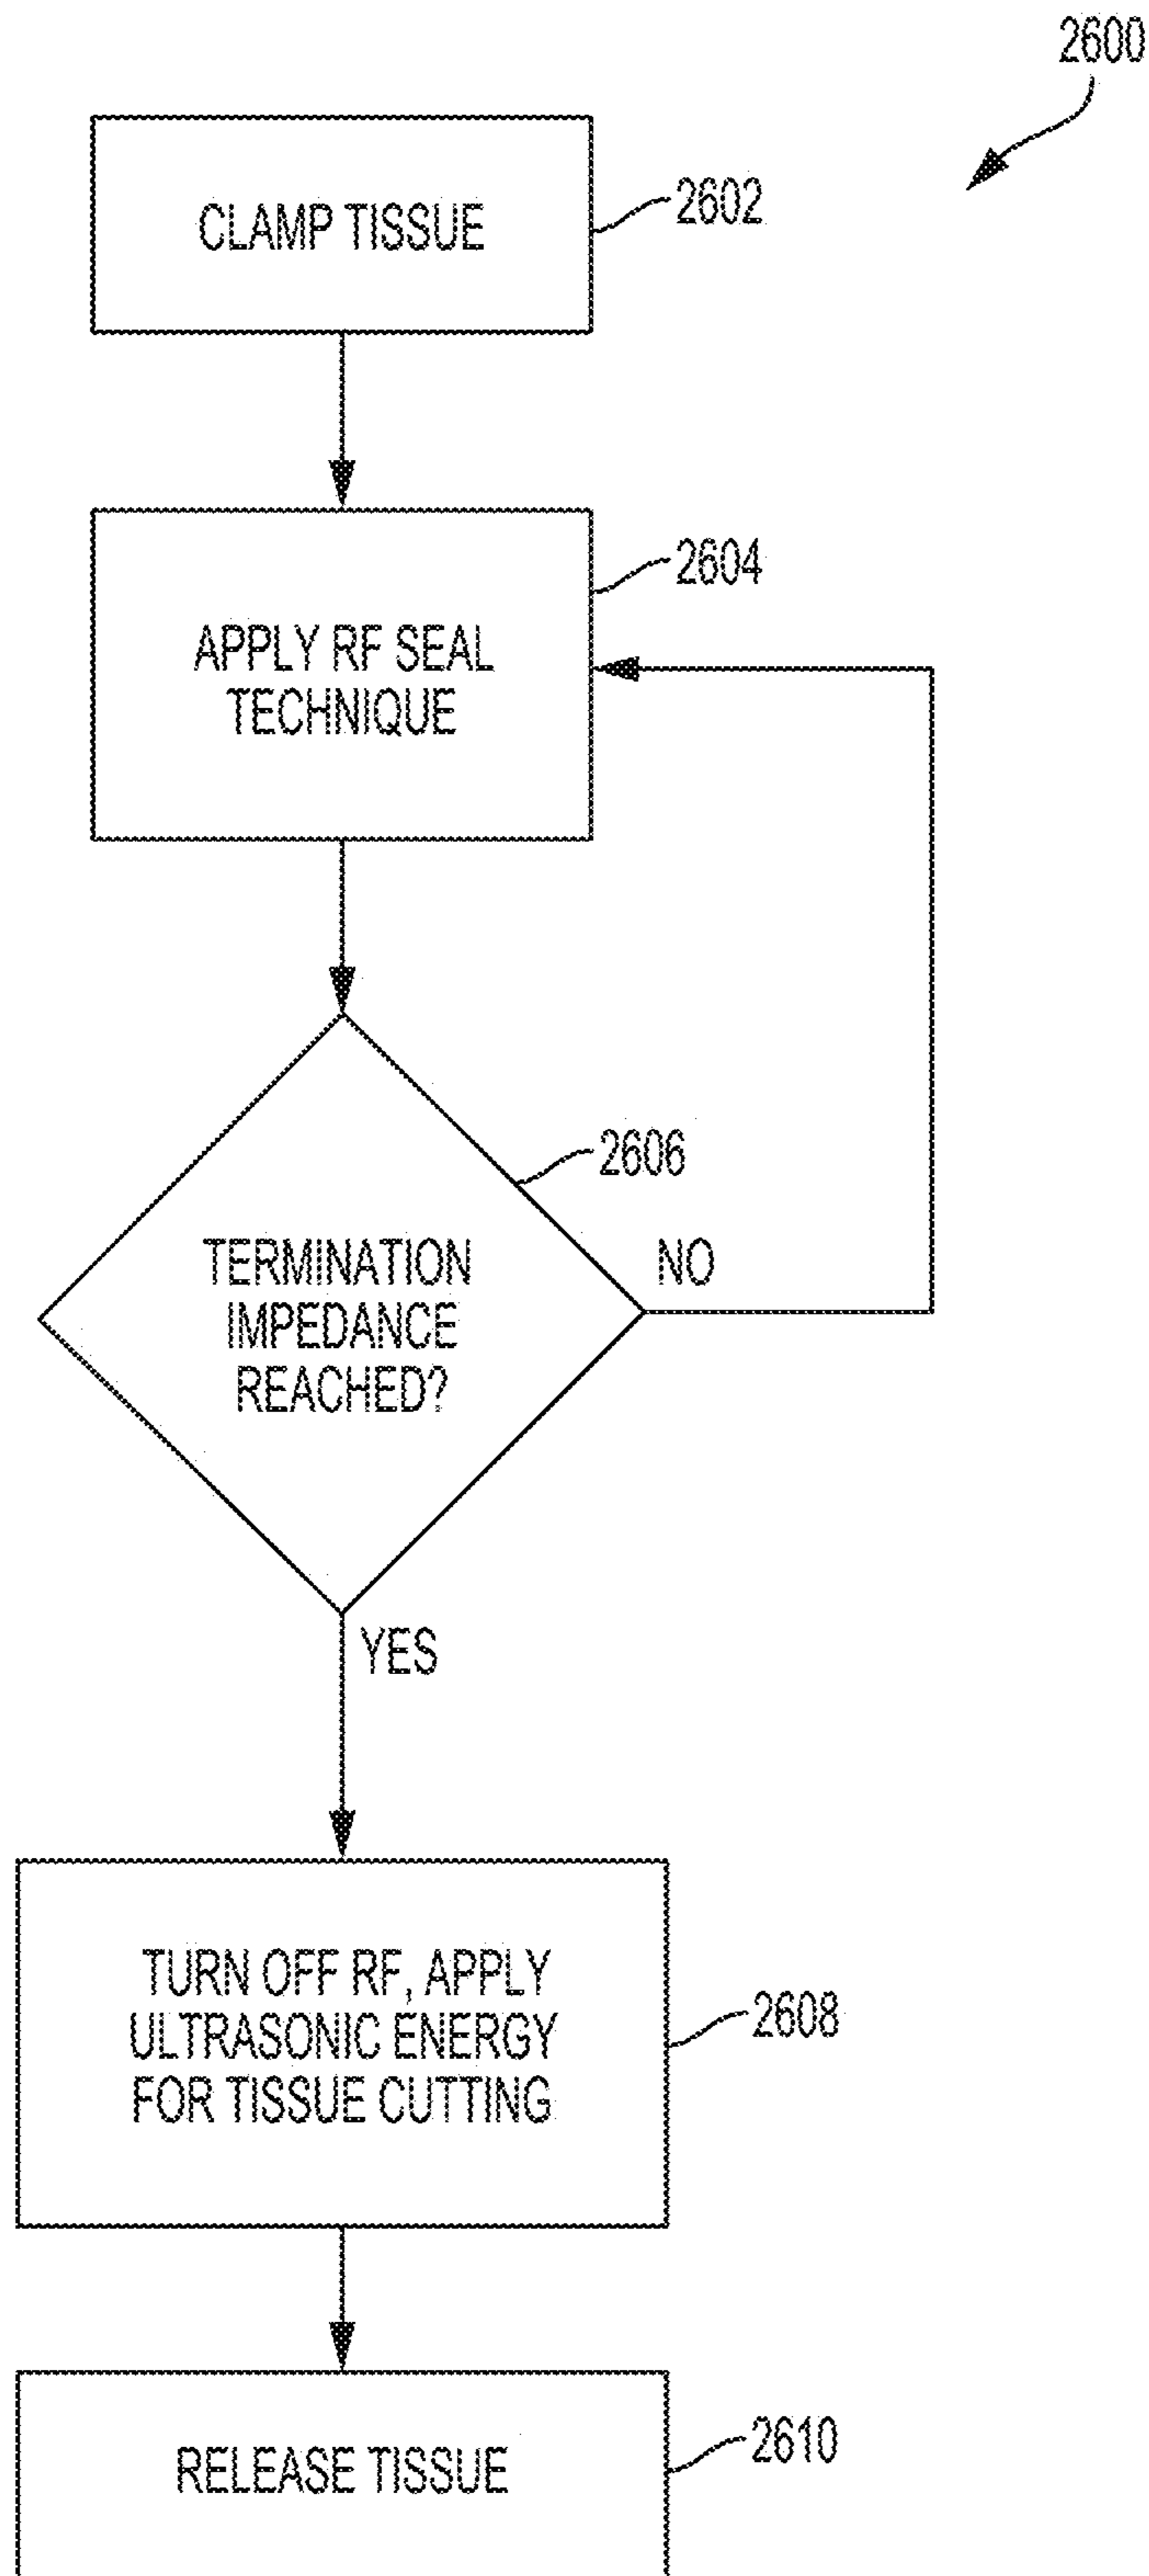 2600
CLAMP TISSUE
2602
2604
APPLY RF SEAL
TECHNIQUE
2606
TERMINATION
IMPEDANCE
REACHED?
NO
YES
TURN OFF RF, APPLY
ULTRASONIC ENERGY
FOR TISSUE CUTTING
2608
RELEASE TISSUE
2610